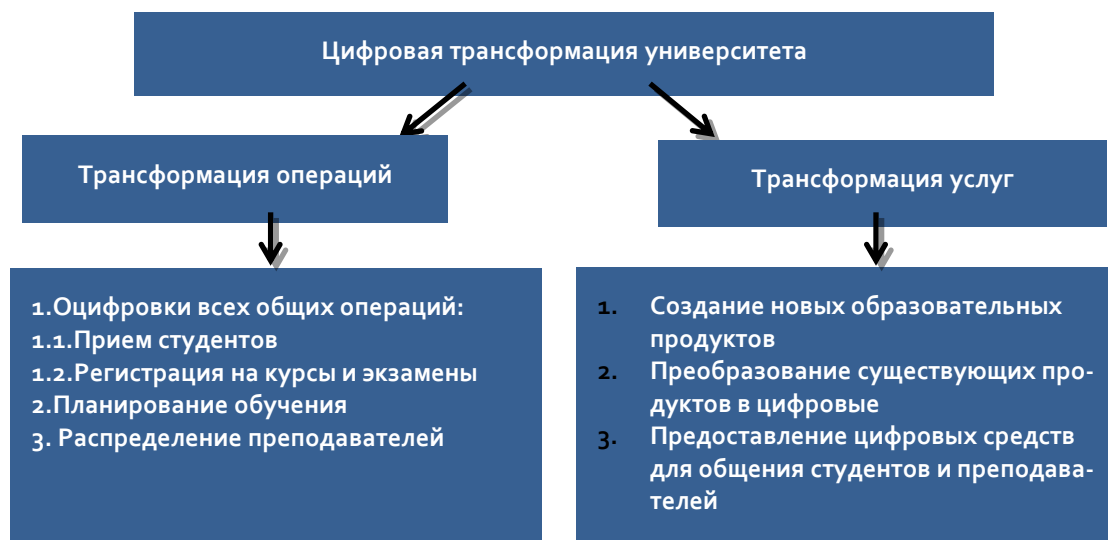 Цифровая трансформация университета
Трансформация операций
Трансформация услуг
1.Оцифровки всех общих операций:
1.1.Прием студентов
1.2.Регистрация на курсы и экзамены
2.Планирование обучения
3. Распределение преподавателей
1. Создание новых образовательных
продуктов
2. Преобразование существующих про-
дуктов в цифровые
3. Предоставление цифровых средств
для общения студентов и преподава-
телей